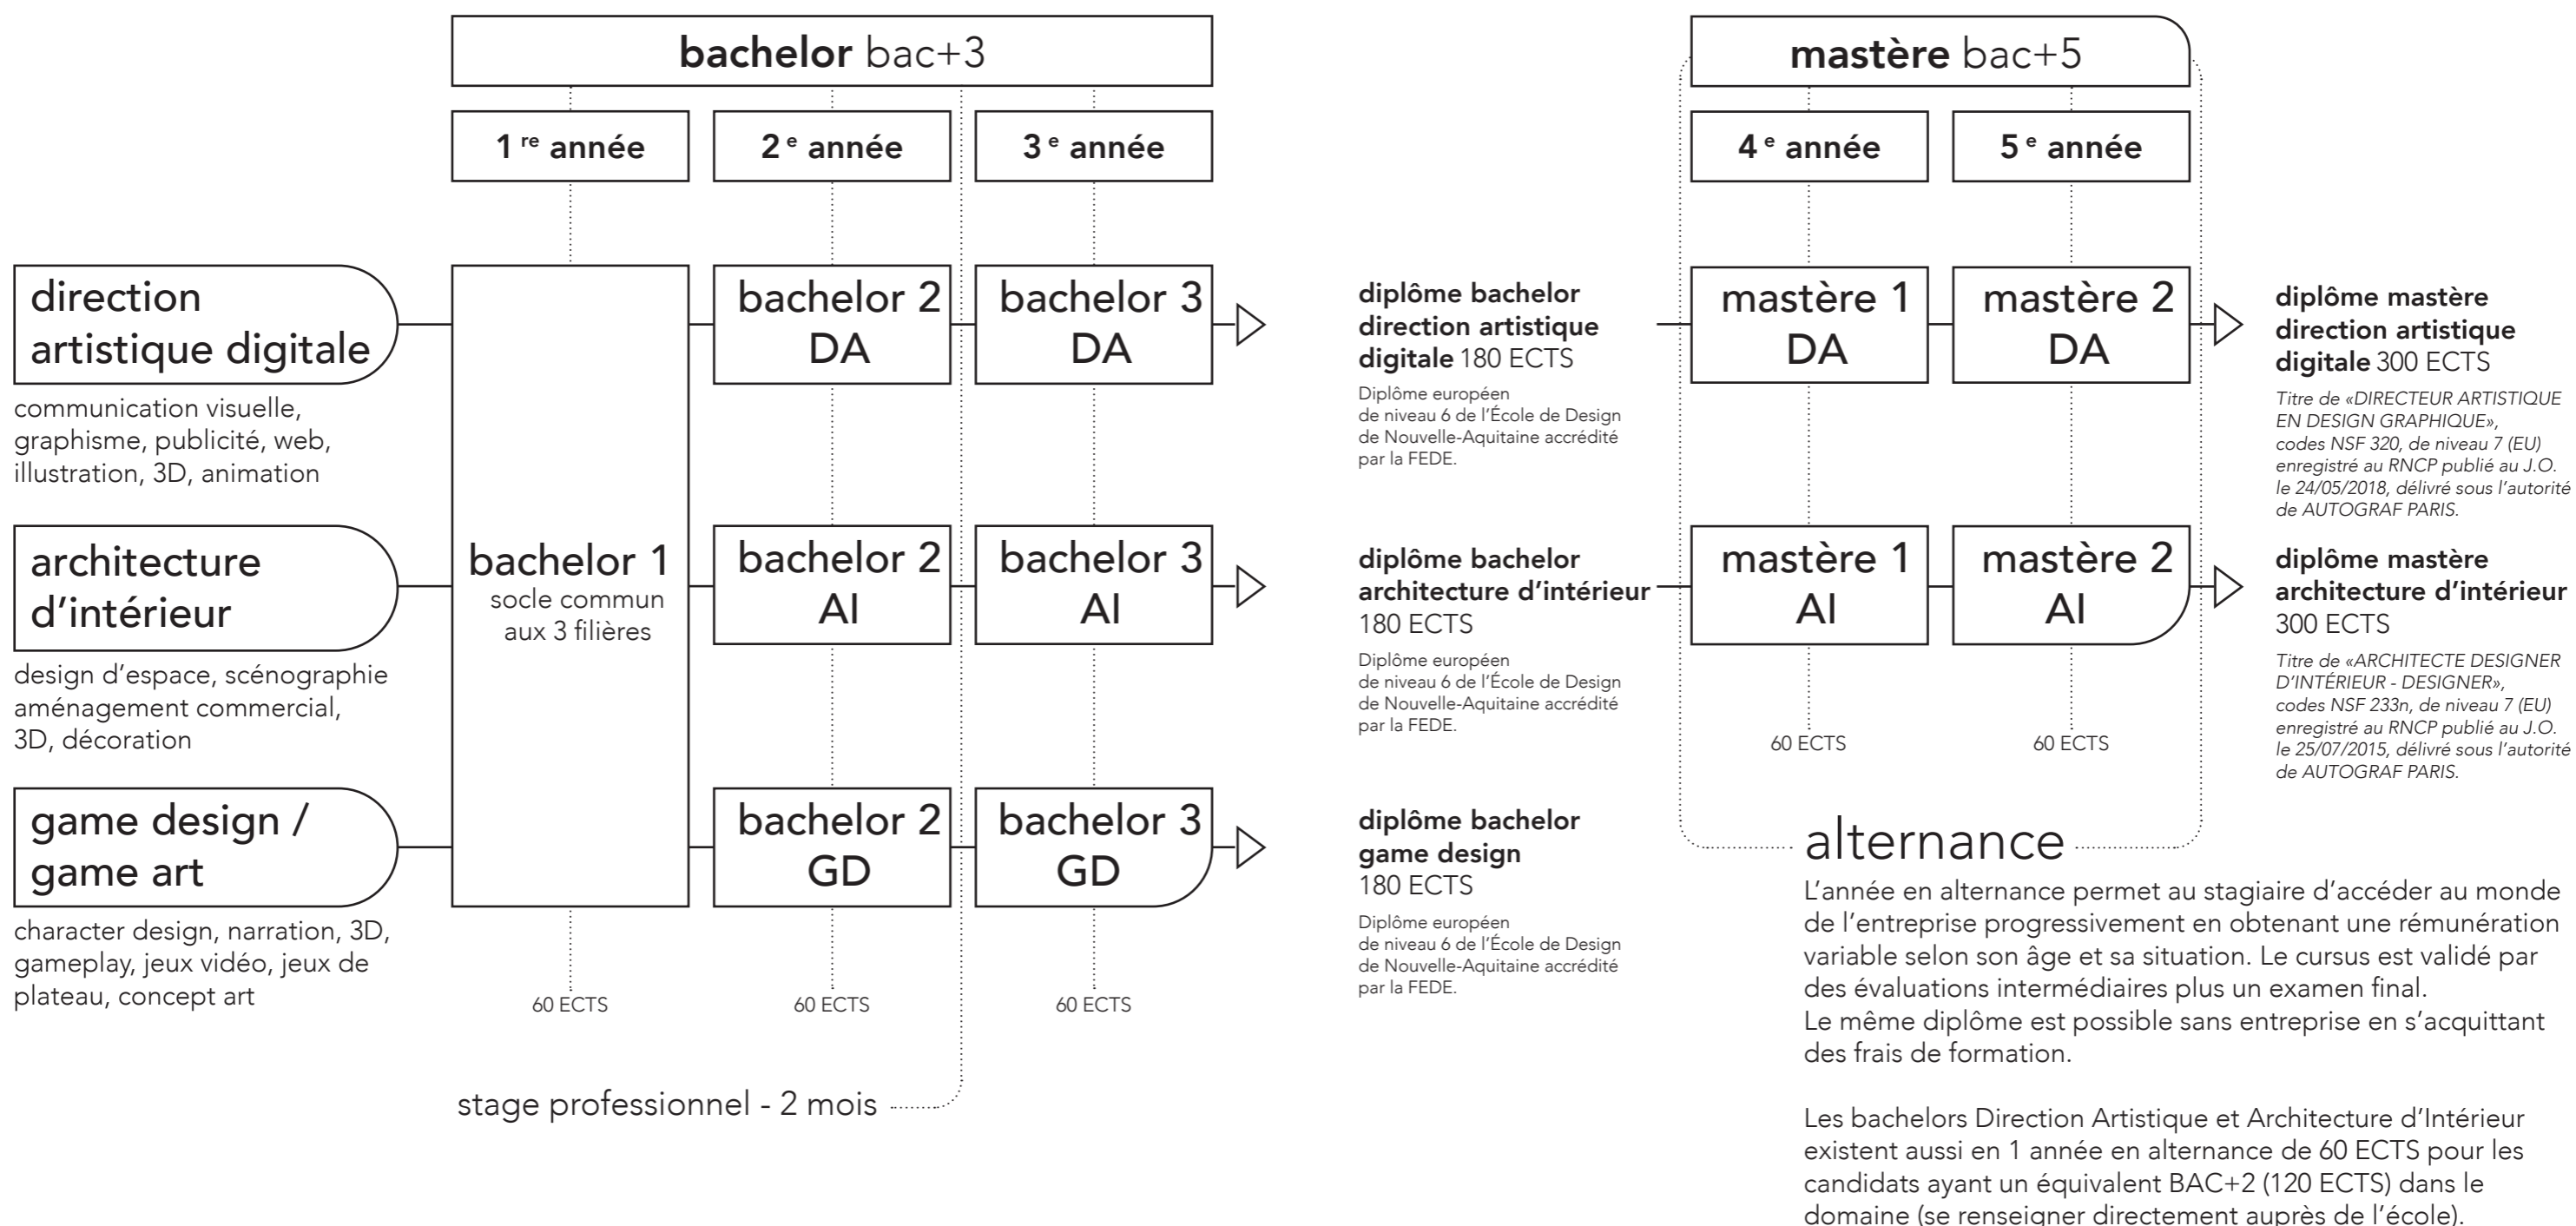 bachelor bac+3
1 re année
2 e année
3 e année
mastère bac+5
4 e année
5 e année
direction
artistique digitale
communication visuelle,
graphisme, publicité, web,
illustration, 3D, animation
architecture
d’intérieur
design d’espace, scénographie
aménagement commercial,
3D, décoration
game design /
game art
character design, narration, 3D,
gameplay, jeux vidéo, jeux de
plateau, concept art
bachelor 1
socle commun
aux 3 filières
bachelor 2
DA
bachelor 3
DA
bachelor 2
AI
bachelor 3
AI
bachelor 2
GD
bachelor 3
GD
60 ECTS
60 ECTS
60 ECTS
stage professionnel - 2 mois
diplôme bachelor
direction artistique
digitale 180 ECTS
Diplôme européen
de niveau 6 de l’École de Design
de Nouvelle-Aquitaine accrédité
par la FEDE.
diplôme bachelor
architecture d’intérieur
180 ECTS
Diplôme européen
de niveau 6 de l’École de Design
de Nouvelle-Aquitaine accrédité
par la FEDE.
diplôme bachelor
game design
180 ECTS
Diplôme européen
de niveau 6 de l’École de Design
de Nouvelle-Aquitaine accrédité
par la FEDE.
mastère 1
DA
mastère 2
DA
mastère 1
AI
mastère 2
AI
60 ECTS
60 ECTS
diplôme mastère
direction artistique
digitale 300 ECTS
Titre de «DIRECTEUR ARTISTIQUE
EN DESIGN GRAPHIQUE»,
codes NSF 320, de niveau 7 (EU)
enregistré au RNCP publié au J.O.
le 24/05/2018, délivré sous l’autorité
de AUTOGRAF PARIS.
diplôme mastère
architecture d’intérieur
300 ECTS
Titre de «ARCHITECTE DESIGNER
D’INTÉRIEUR - DESIGNER»,
codes NSF 233n, de niveau 7 (EU)
enregistré au RNCP publié au J.O.
le 25/07/2015, délivré sous l’autorité
de AUTOGRAF PARIS.
alternance
L’année en alternance permet au stagiaire d’accéder au monde
de l’entreprise progressivement en obtenant une rémunération
variable selon son âge et sa situation. Le cursus est validé par
des évaluations intermédiaires plus un examen final.
Le même diplôme est possible sans entreprise en s’acquittant
des frais de formation.
Les bachelors Direction Artistique et Architecture d’Intérieur
existent aussi en 1 année en alternance de 60 ECTS pour les
candidats ayant un équivalent BAC+2 (120 ECTS) dans le
domaine (se renseigner directement auprès de l’école).